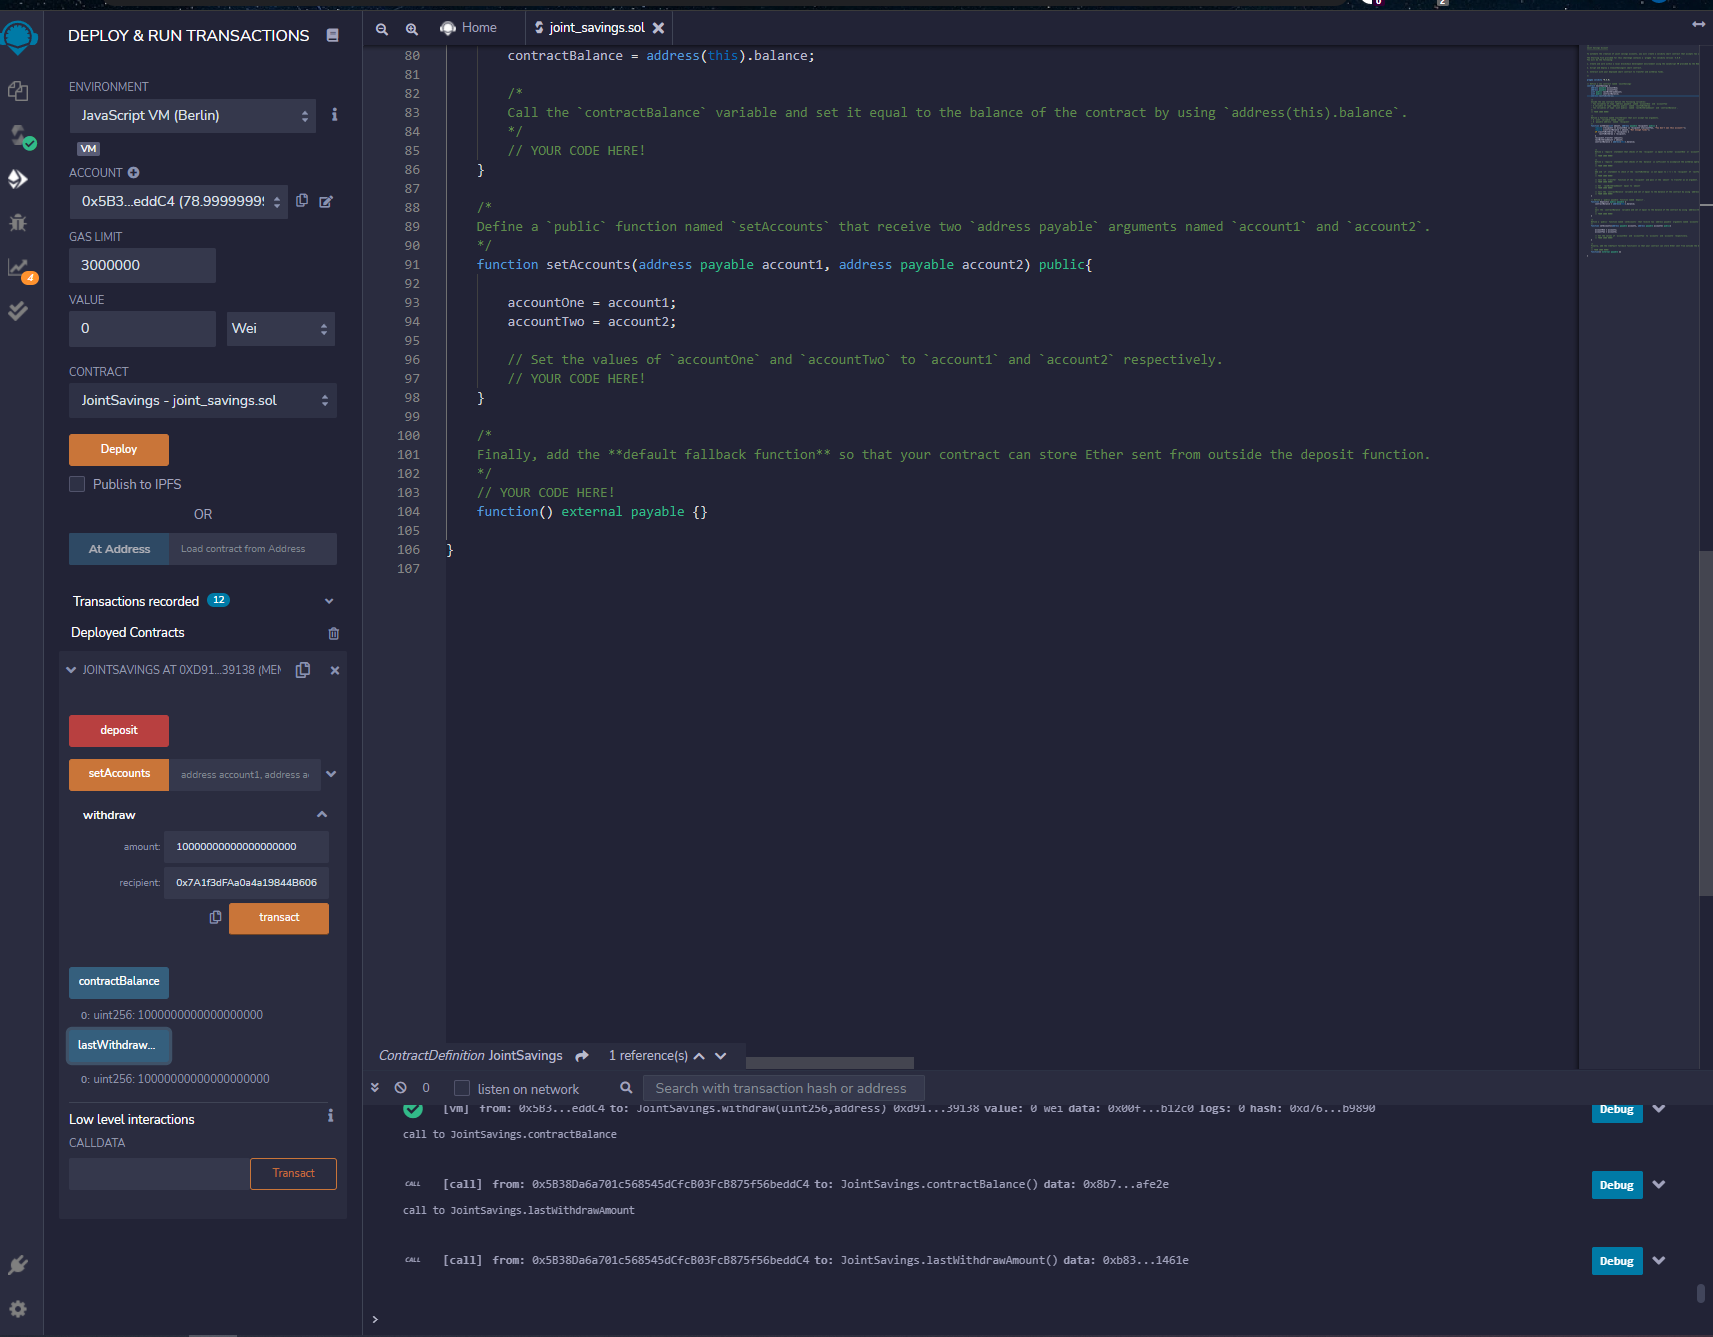 DEPLOY & RUN TRANSACTIONS
ENVIRONMENT
JavaScript VM (Berlin)
VM
ACCOUNT
0x5B3...eddC4 (78.99999999!
GAS LIMIT
3000000
VALUE
0
Wei
CONTRACT
JointSavings - joint_savings.sol
Deploy
Publish to IPFS
OR
At Address
Load contract from Address
Transactions recorded 12
Deployed Contracts
JOINTSAVINGS AT 0XD91...39138 (MEM
deposit
setAccounts
address account1, address a
withdraw
amount:
10000000000000000000
recipient:
0x7A1f3dFAa0a4a19844B606
transact
contractBalance
0: uint256: 1000000000000000000
lastWithdraw...
0: uint256: 10000000000000000000
Low level interactions
CALLDATA
Transact
4
Home
joint_savings.sol
80 contractBalance = address(this).balance;
81
82 /*
83 Call the `contractBalance` variable and set it equal to the balance of the contract by using `address(this).balance`.
84 */
85 // YOUR CODE HERE!
86 }
87
88 /*
89 Define a `public` function named `setAccounts` that receive two `address payable` arguments named `account1` and `account2`.
90 */
91 function setAccounts(address payable account1, address payable account2) public{
92
93 accountOne = account1;
94 accountTwo = account2;
95
96 // Set the values of `accountOne` and `accountTwo` to `account1` and `account2` respectively.
97 // YOUR CODE HERE!
98 }
99
100 /*
101 Finally, add the **default fallback function** so that your contract can store Ether sent from outside the deposit function.
102 */
103 // YOUR CODE HERE!
104 function() external payable {}
105
106 }
107
ContractDefinition JointSavings 1 reference(s)
0 listen on network
Search with transaction hash or address
[vm] from: 0x5B3...eddC4 to: JointSavings.withdraw(uint256,address) 0xd91...39138 value: 0 wei data: 0x00f...b12c0 logs: 0 hash: 0xd76...b9890
Debug
call to JointSavings.contractBalance
CALL [call] from: 0x5B38Da6a701c568545dCfcB03FcB875f56beddC4 to: JointSavings.contractBalance() data: 0x8b7...afe2e
Debug
call to JointSavings.lastWithdrawAmount
CALL [call] from: 0x5B38Da6a701c568545dCfcB03FcB875f56beddC4 to: JointSavings.lastWithdrawAmount() data: 0xb83...1461e
Debug
>